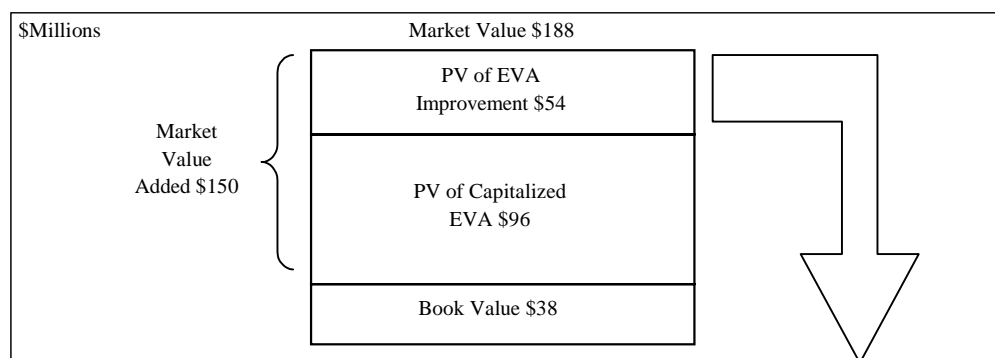 $Millions
Market Value $188
PV of EVA
Improvement $54
Market
Value
Added $150
PV of Capitalized
EVA $96
Book Value $38